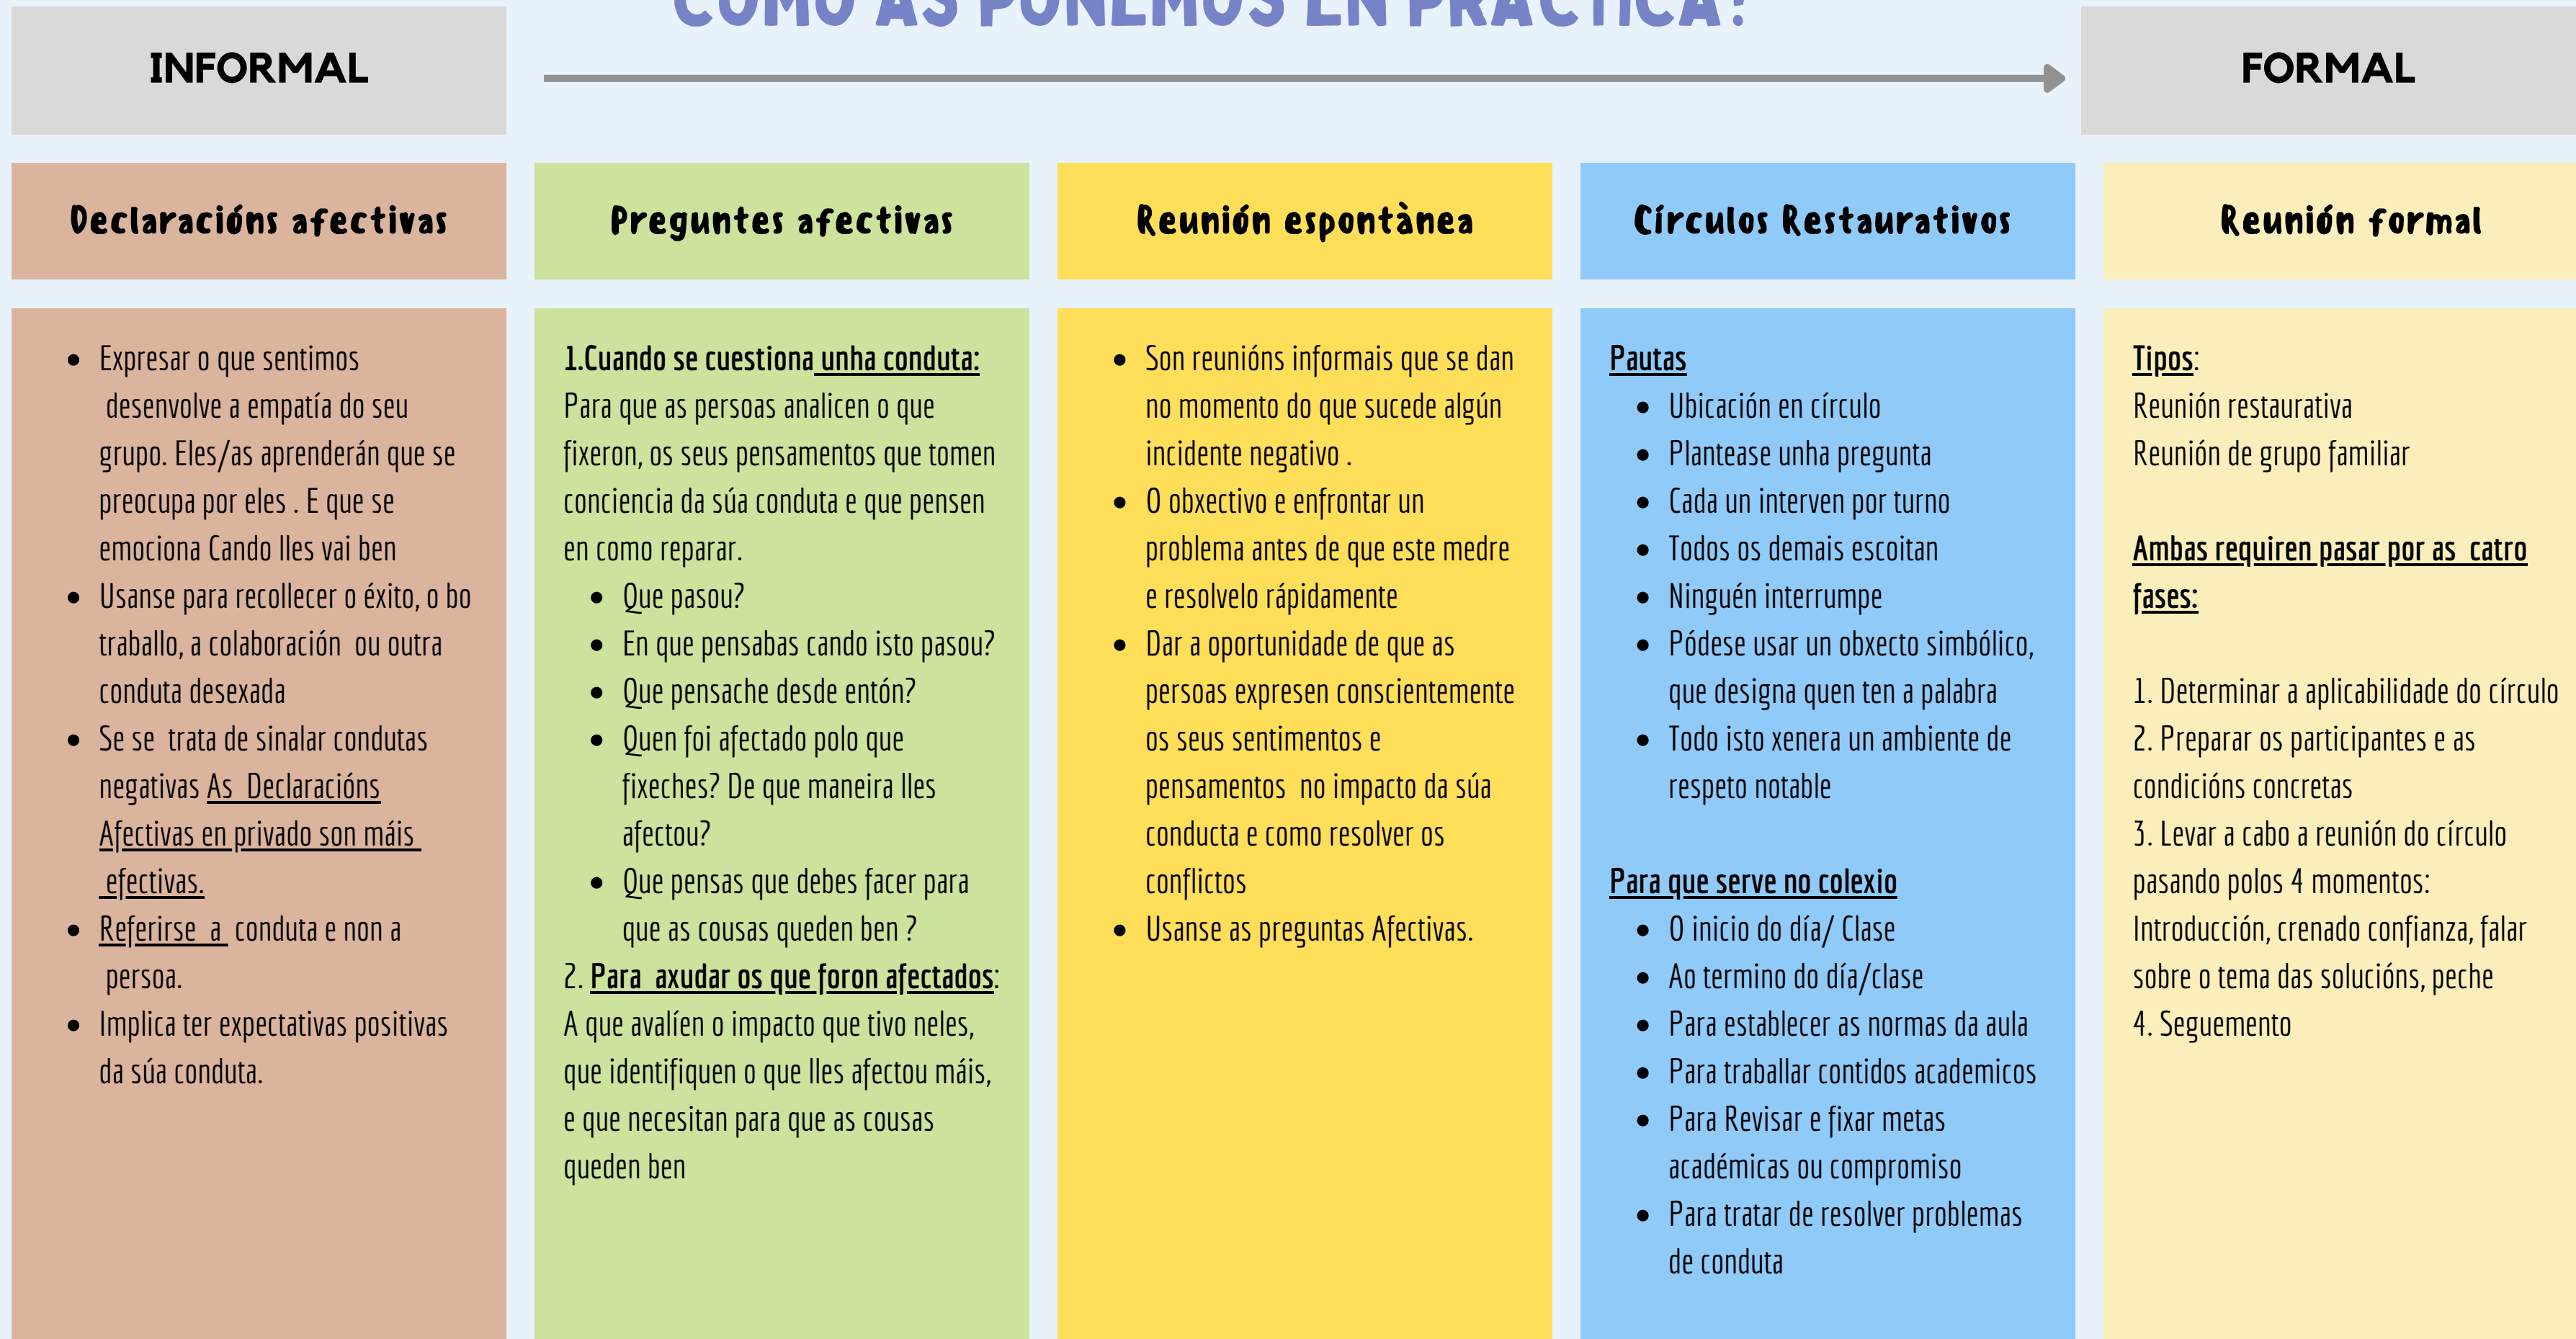 COMO AS POÑEMOS EN PRÁCTICA?
INFORMAL
FORMAL
Declaracións afectivas
Expresar o que sentimos
desenvolve a empatía do seu
grupo. Eles/as aprenderán que se
preocupa por eles . E que se
emociona Cando lles vai ben
Usanse para recollecer o éxito, o bo
traballo, a colaboración ou outra
conduta desexada
Se se trata de sinalar condutas
negativas As Declaracións
Afectivas en privado son máis
efectivas.
Referirse a conduta e non a
persoa.
Implica ter expectativas positivas
da súa conduta.
Preguntes afectivas
1.Cuando se cuestiona unha conduta:
Para que as persoas analicen o que
fixeron, os seus pensamentos que tomen
conciencia da súa conduta e que pensen
en como reparar.
Que pasou?
En que pensabas cando isto pasou?
Que pensache desde entón?
Quen foi afectado polo que
fixeches? De que maneira lles
afectou?
Que pensas que debes facer para
que as cousas queden ben ?
2. Para axudar os que foron afectados:
A que avalíen o impacto que tivo neles,
que identifiquen o que lles afectou máis,
e que necesitan para que as cousas
queden ben
Reunión espontànea
Son reunións informais que se dan
no momento do que sucede algún
incidente negativo .
O obxectivo e enfrontar un
problema antes de que este medre
e resolvelo rápidamente
Dar a oportunidade de que as
persoas expresen conscientemente
os seus sentimentos e
pensamentos no impacto da súa
conducta e como resolver os
conflictos
Usanse as preguntas Afectivas.
Círculos Restaurativos
Pautas
Ubicación en círculo
Plantease unha pregunta
Cada un interven por turno
Todos os demais escoitan
Ninguén interrumpe
Pódese usar un obxecto simbólico,
que designa quen ten a palabra
Todo isto xenera un ambiente de
respeto notable
Para que serve no colexio
O inicio do día/ Clase
Ao termino do día/clase
Para establecer as normas da aula
Para traballar contidos academicos
Para Revisar e fixar metas
académicas ou compromiso
Para tratar de resolver problemas
de conduta
Reunión formal
Tipos:
Reunión restaurativa
Reunión de grupo familiar
Ambas requiren pasar por as catro
fases:
1. Determinar a aplicabilidade do círculo
2. Preparar os participantes e as
condicións concretas
3. Levar a cabo a reunión do círculo
pasando polos 4 momentos:
Introducción, crenado confianza, falar
sobre o tema das solucións, peche
4. Seguemento